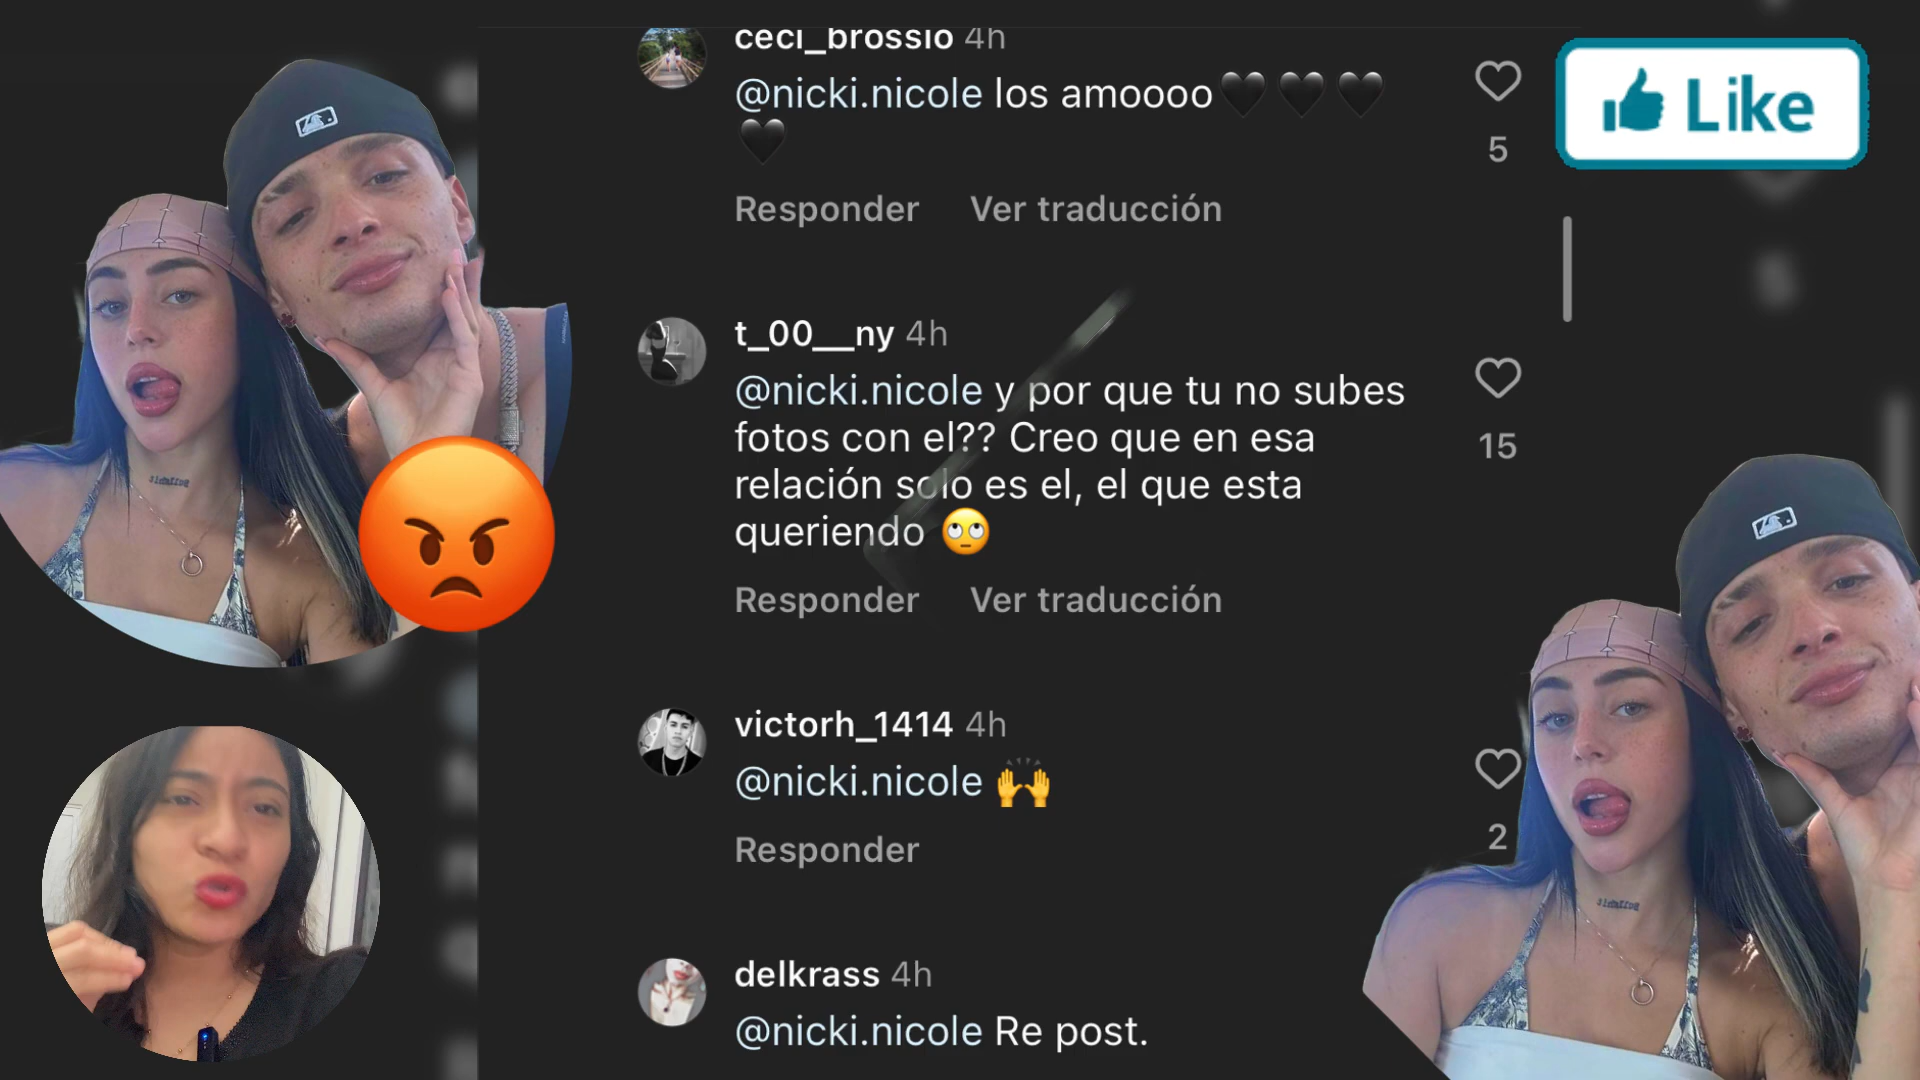 ceci_brossio 4h
@nicki.nicole los amoooo🖤🖤🖤
🖤
5
Responder Ver traducción
Like
t_00__ny 4h
@nicki.nicole y por que tu no subes
fotos con el?? Creo que en esa
relación solo es el, el que esta
queriendo 🙄
15
Responder Ver traducción
victorh_1414 4h
@nicki.nicole 🙌
2
Responder
delkrass 4h
@nicki.nicole Re post.